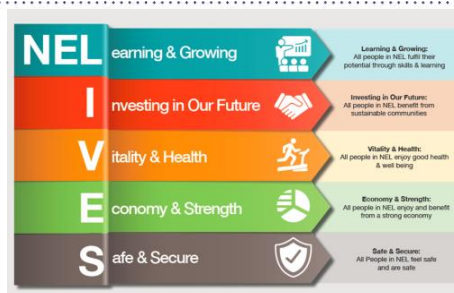 NEL earning & Growing
Learning & Growing:
All people in NEL fulfil their
potential through skills & learning
I nvesting in Our Future
Investing in Our Future:
All people in NEL benefit from
sustainable communities
V itality & Health
Vitality & Health:
All people in NEL enjoy good health
& well being
E conomy & Strength
Economy & Strength:
All people in NEL enjoy and benefit
from a strong economy
S afe & Secure
Safe & Secure:
All People in NEL feel safe
and are safe